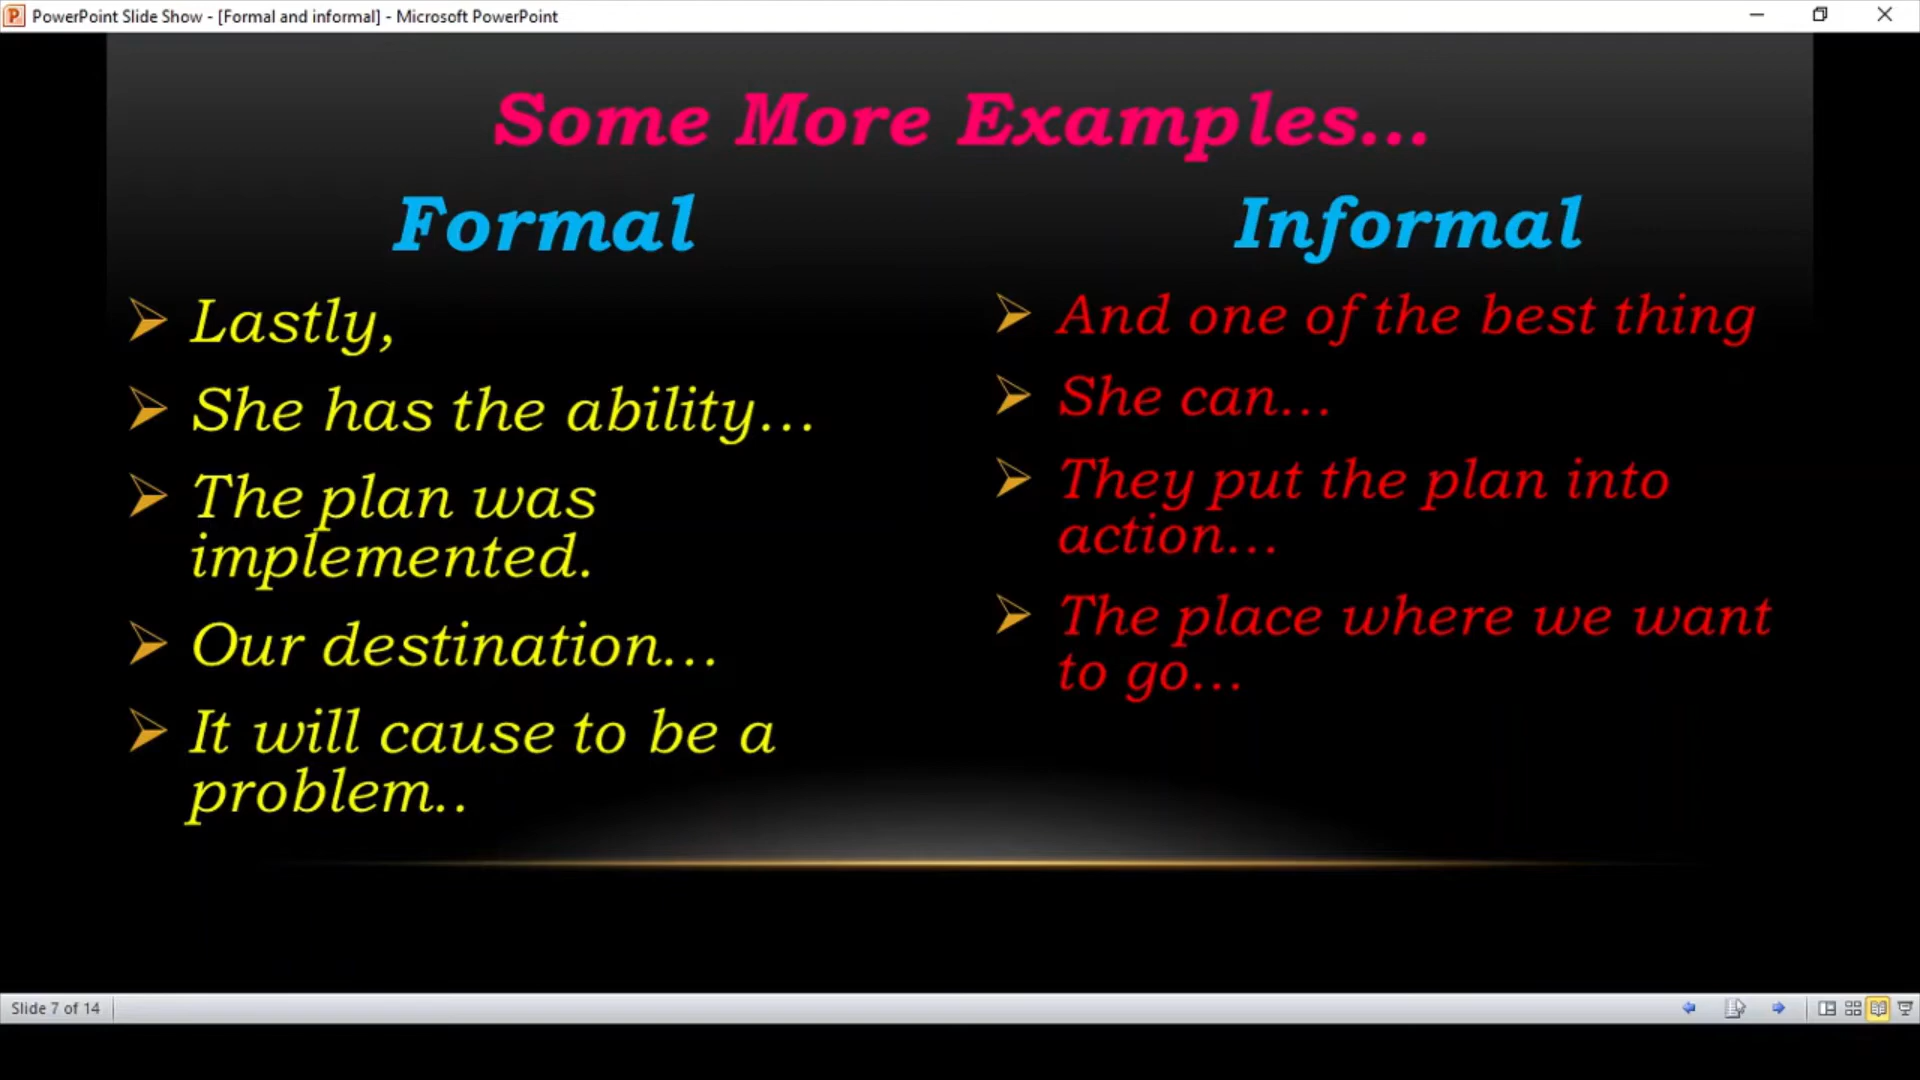 PowerPoint Slide Show - [Formal and informal] - Microsoft PowerPoint
Some More Examples...
Formal
Lastly,
She has the ability...
The plan was
implemented.
Our destination...
It will cause to be a
problem..
Informal
And one of the best thing
She can...
They put the plan into
action...
The place where we want
to go...
Slide 7 of 14